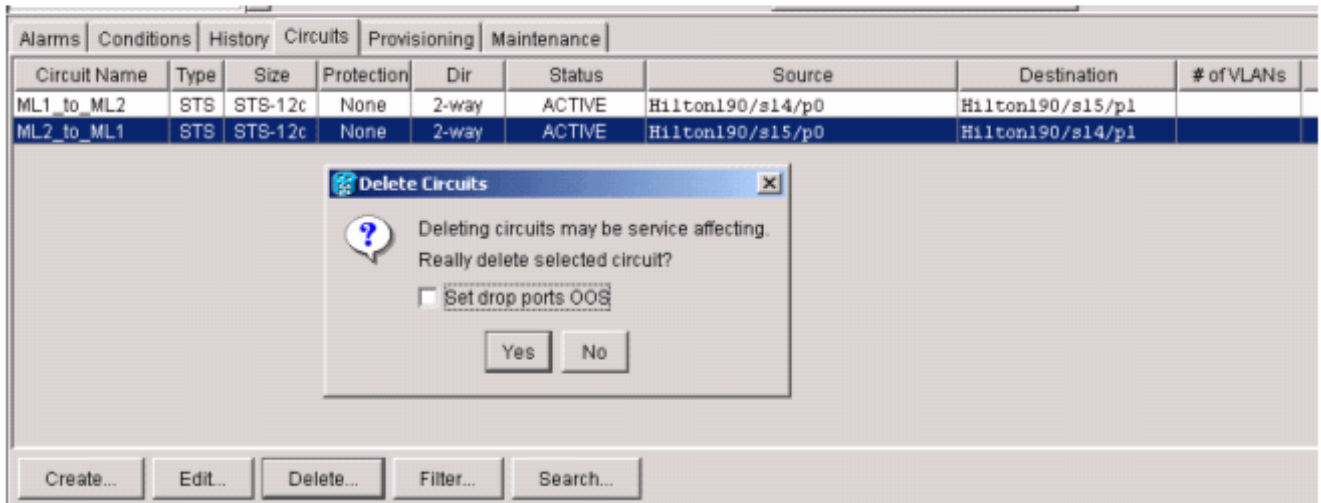 Alarms Conditions History Circuits Provisioning Maintenance
Circuit Name Type Size Protection Dir Status Source Destination # of VLANs
ML1_to_ML2 STS STS-12c None 2-way ACTIVE Hilton190/s14/p0 Hilton190/s15/p1
ML2_to_ML1 STS STS-12c None 2-way ACTIVE Hilton190/s15/p0 Hilton190/s14/p1
Delete Circuits
Deleting circuits may be service affecting.
Really delete selected circuit?
Set drop ports OOS
Yes No
Create... Edit... Delete... Filter... Search...